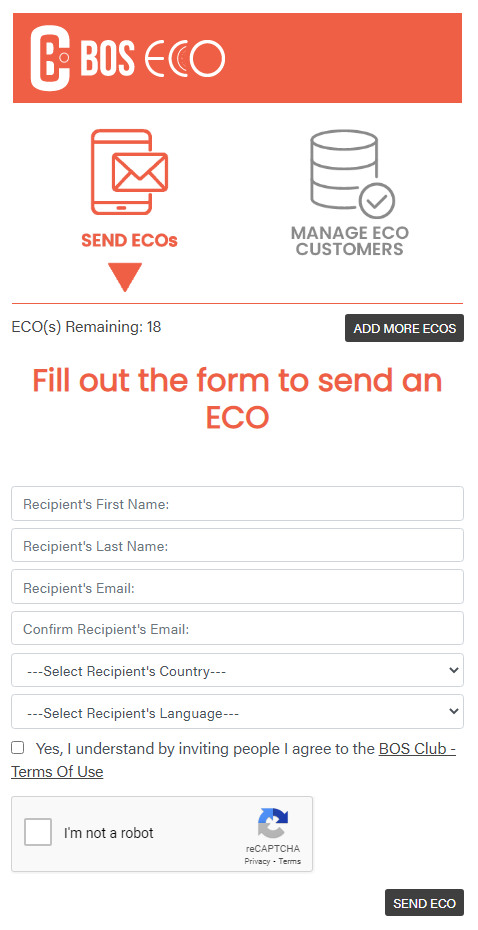 B BOS ECO
SEND ECOs
MANAGE ECO
CUSTOMERS
ECO(s) Remaining: 18
ADD MORE ECOS
Fill out the form to send an
ECO
Recipient's First Name:
Recipient's Last Name:
Recipient's Email:
Confirm Recipient's Email:
---Select Recipient's Country---
---Select Recipient's Language---
Yes, I understand by inviting people I agree to the BOS Club -
Terms Of Use
I'm not a robot
reCAPTCHA
Privacy - Terms
SEND ECO